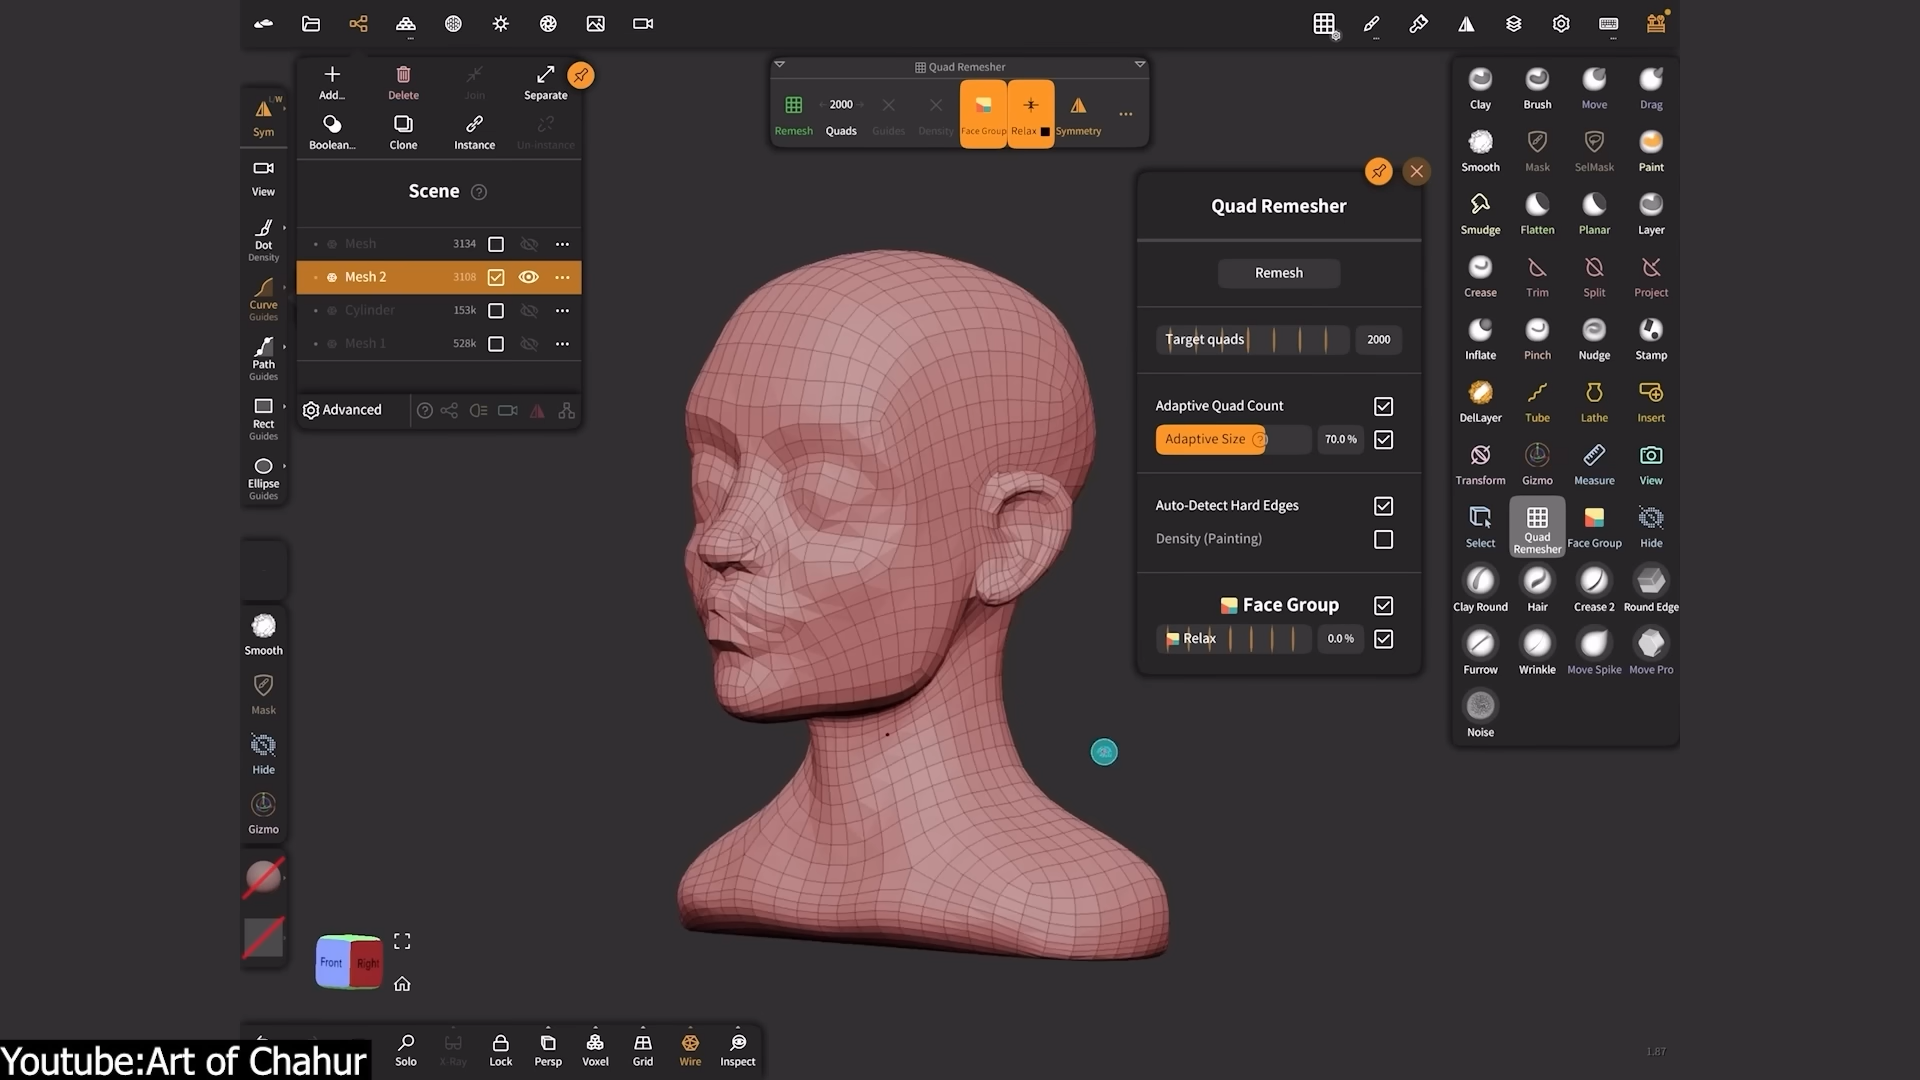 Add...
Delete
Join
Separate
Boolean...
Clone
Instance
Un-instance
Scene
Mesh 3134
Mesh 2 3108
Cylinder 153k
Mesh 1 528k
Advanced
L/W
Sym
View
Dot
Density
Curve
Guides
Path
Guides
Rect
Guides
Ellipse
Guides
Smooth
Mask
Hide
Gizmo
Front Right
Quad Remesher
2000
Remesh Quads Guides Density Face Group Relax Symmetry
...
Quad Remesher
Remesh
Target quads 2000
Adaptive Quad Count
Adaptive Size 70.0 %
Auto-Detect Hard Edges
Density (Painting)
Face Group
Relax 0.0 %
Clay Brush Move Drag
Smooth Mask SelMask Paint
Smudge Flatten Planar Layer
Crease Trim Split Project
Inflate Pinch Nudge Stamp
DelLayer Tube Lathe Insert
Transform Gizmo Measure View
Select Quad Remesher Face Group Hide
Clay Round Hair Crease 2 Round Edge
Furrow Wrinkle Move Spike Move Pro
Noise
Solo X-Ray Lock Persp Voxel Grid Wire Inspect
1.87
Youtube:Art of Chahur